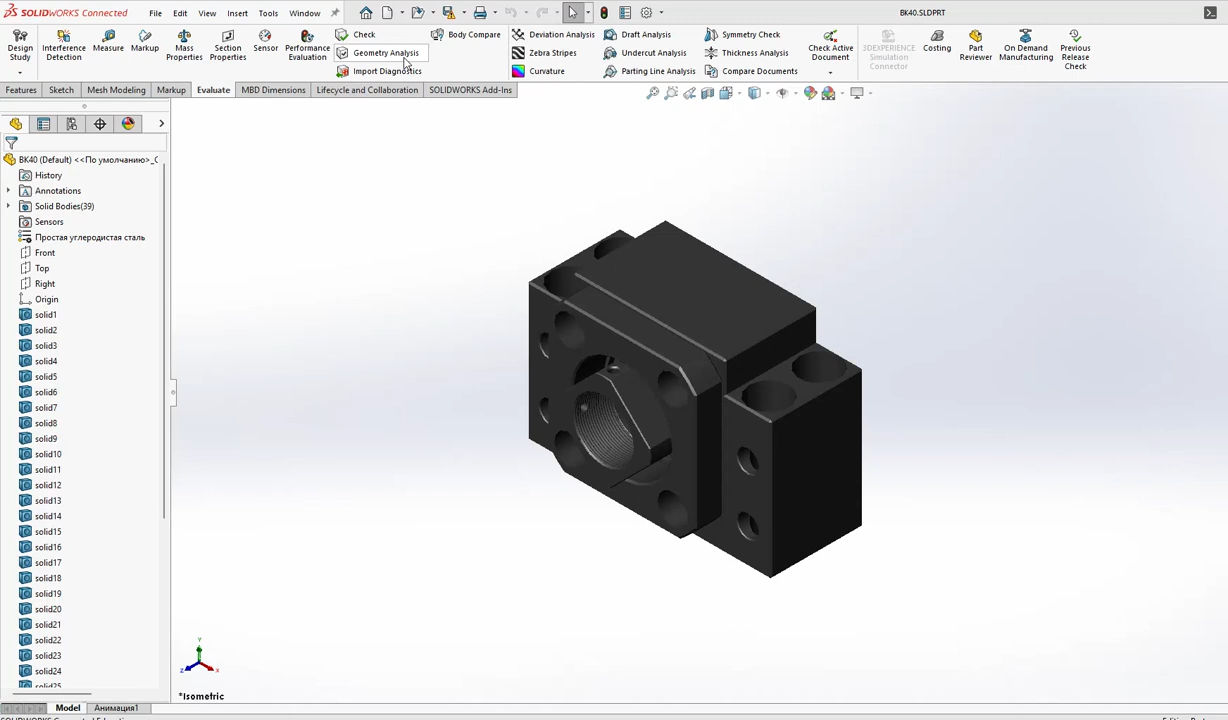 SOLIDWORKS Connected
File Edit View Insert Tools Window
BK40.SLDPRT
Design Study
Interference Detection
Measure
Markup
Mass Properties
Section Properties
Sensor
Performance Evaluation
Check
Geometry Analysis
Import Diagnostics
Body Compare
Deviation Analysis
Zebra Stripes
Curvature
Draft Analysis
Undercut Analysis
Parting Line Analysis
Symmetry Check
Thickness Analysis
Compare Documents
Check Active Document
3DEXPERIENCE Simulation Connector
Costing
Part Reviewer
On Demand Manufacturing
Previous Release Check
Features Sketch Mesh Modeling Markup Evaluate MBD Dimensions Lifecycle and Collaboration SOLIDWORKS Add-Ins
BK40 (Default) <<По умолчанию>_С
History
Annotations
Solid Bodies(39)
Sensors
Простая углеродистая сталь
Front
Top
Right
Origin
solid1
solid2
solid3
solid4
solid5
solid6
solid7
solid8
solid9
solid10
solid11
solid12
solid13
solid14
solid15
solid16
solid17
solid18
solid19
solid20
solid21
solid22
solid23
solid24
solid25
Y
Z X
*Isometric
Model Анимация1